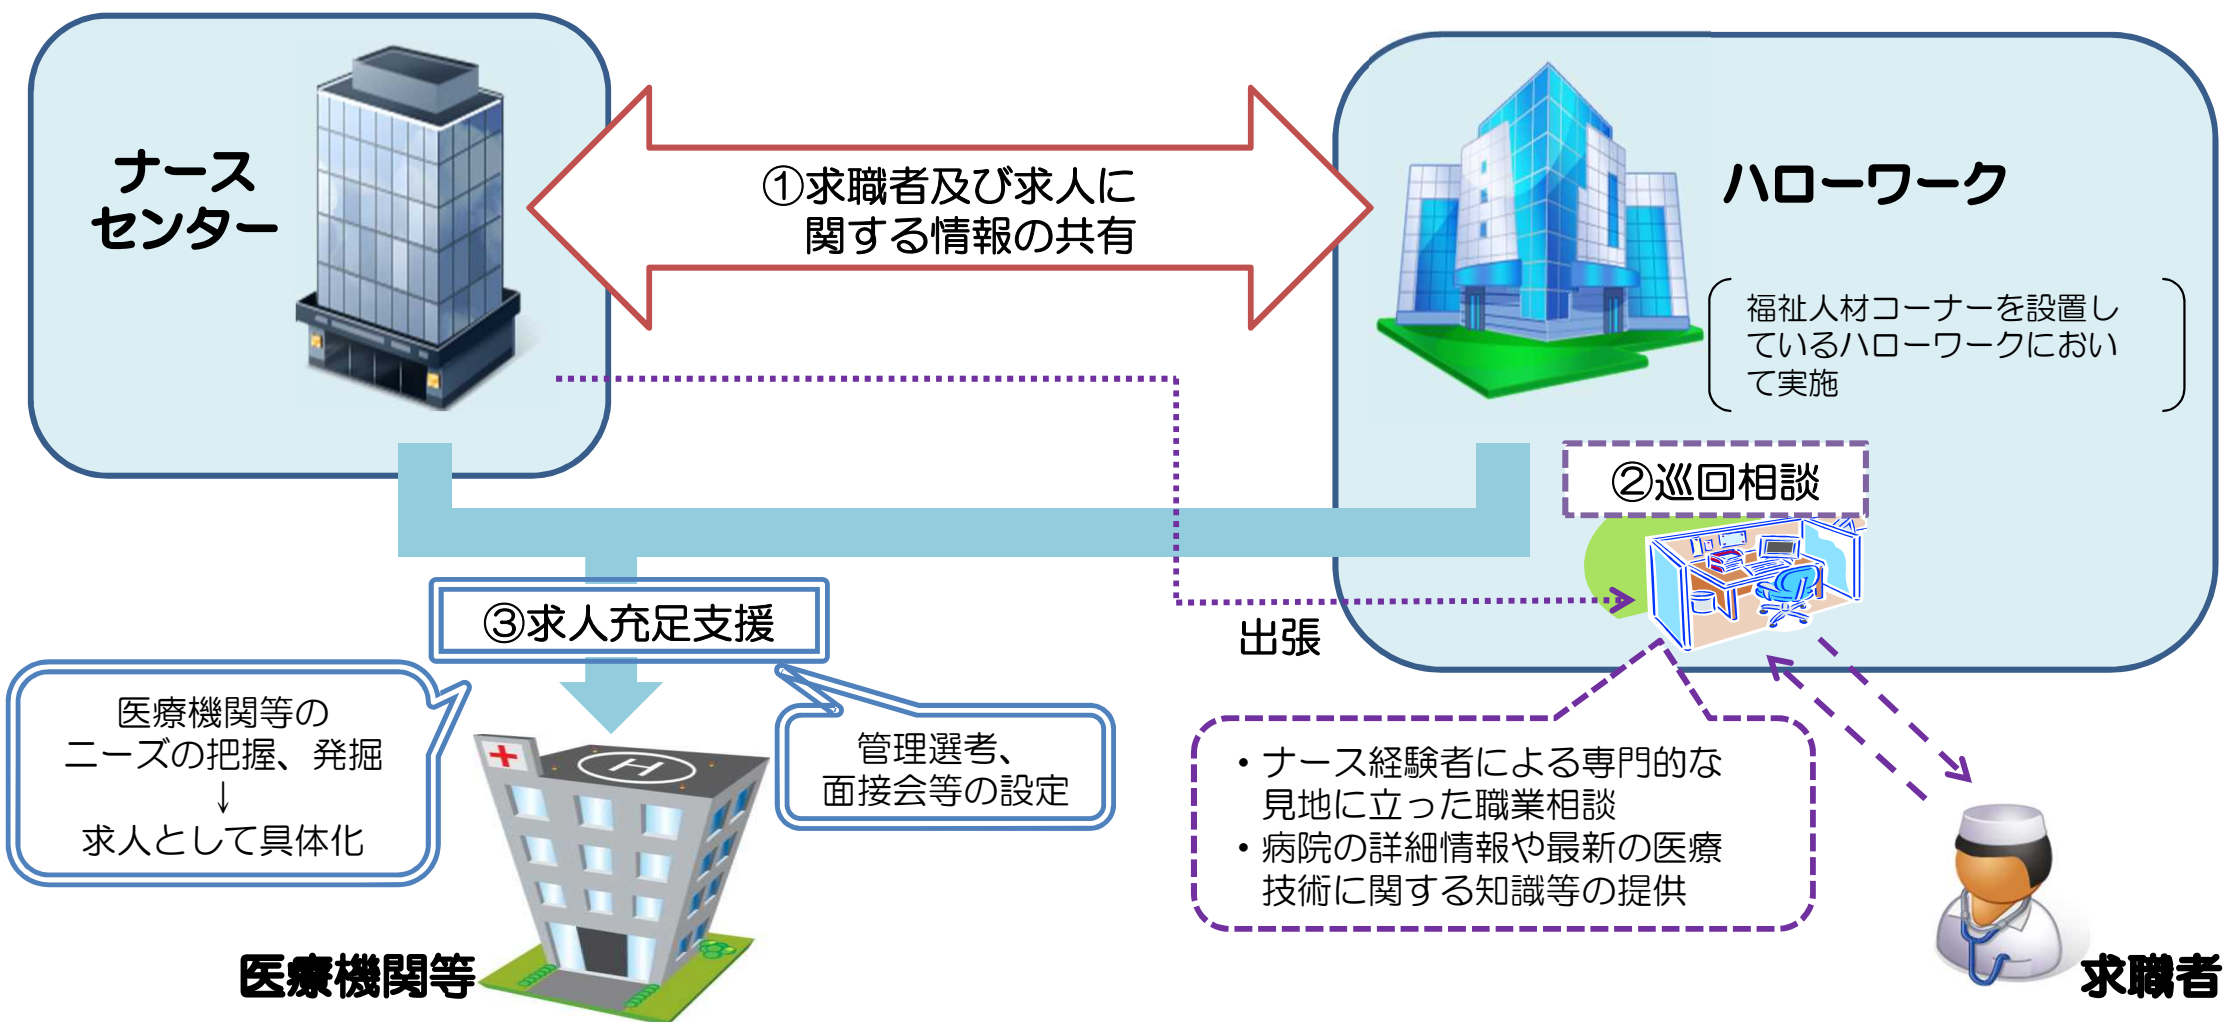 ナース
センター
①求職者及び求人に
関する情報の共有
ハローワーク
福祉人材コーナーを設置し
ているハローワークにおい
て実施
②巡回相談
出張
③求人充足支援
医療機関等の
ニーズの把握、発掘
↓
求人として具体化
管理選考、
面接会等の設定
・ナース経験者による専門的な
見地に立った職業相談
・病院の詳細情報や最新の医療
技術に関する知識等の提供
H
医療機関等
求職者